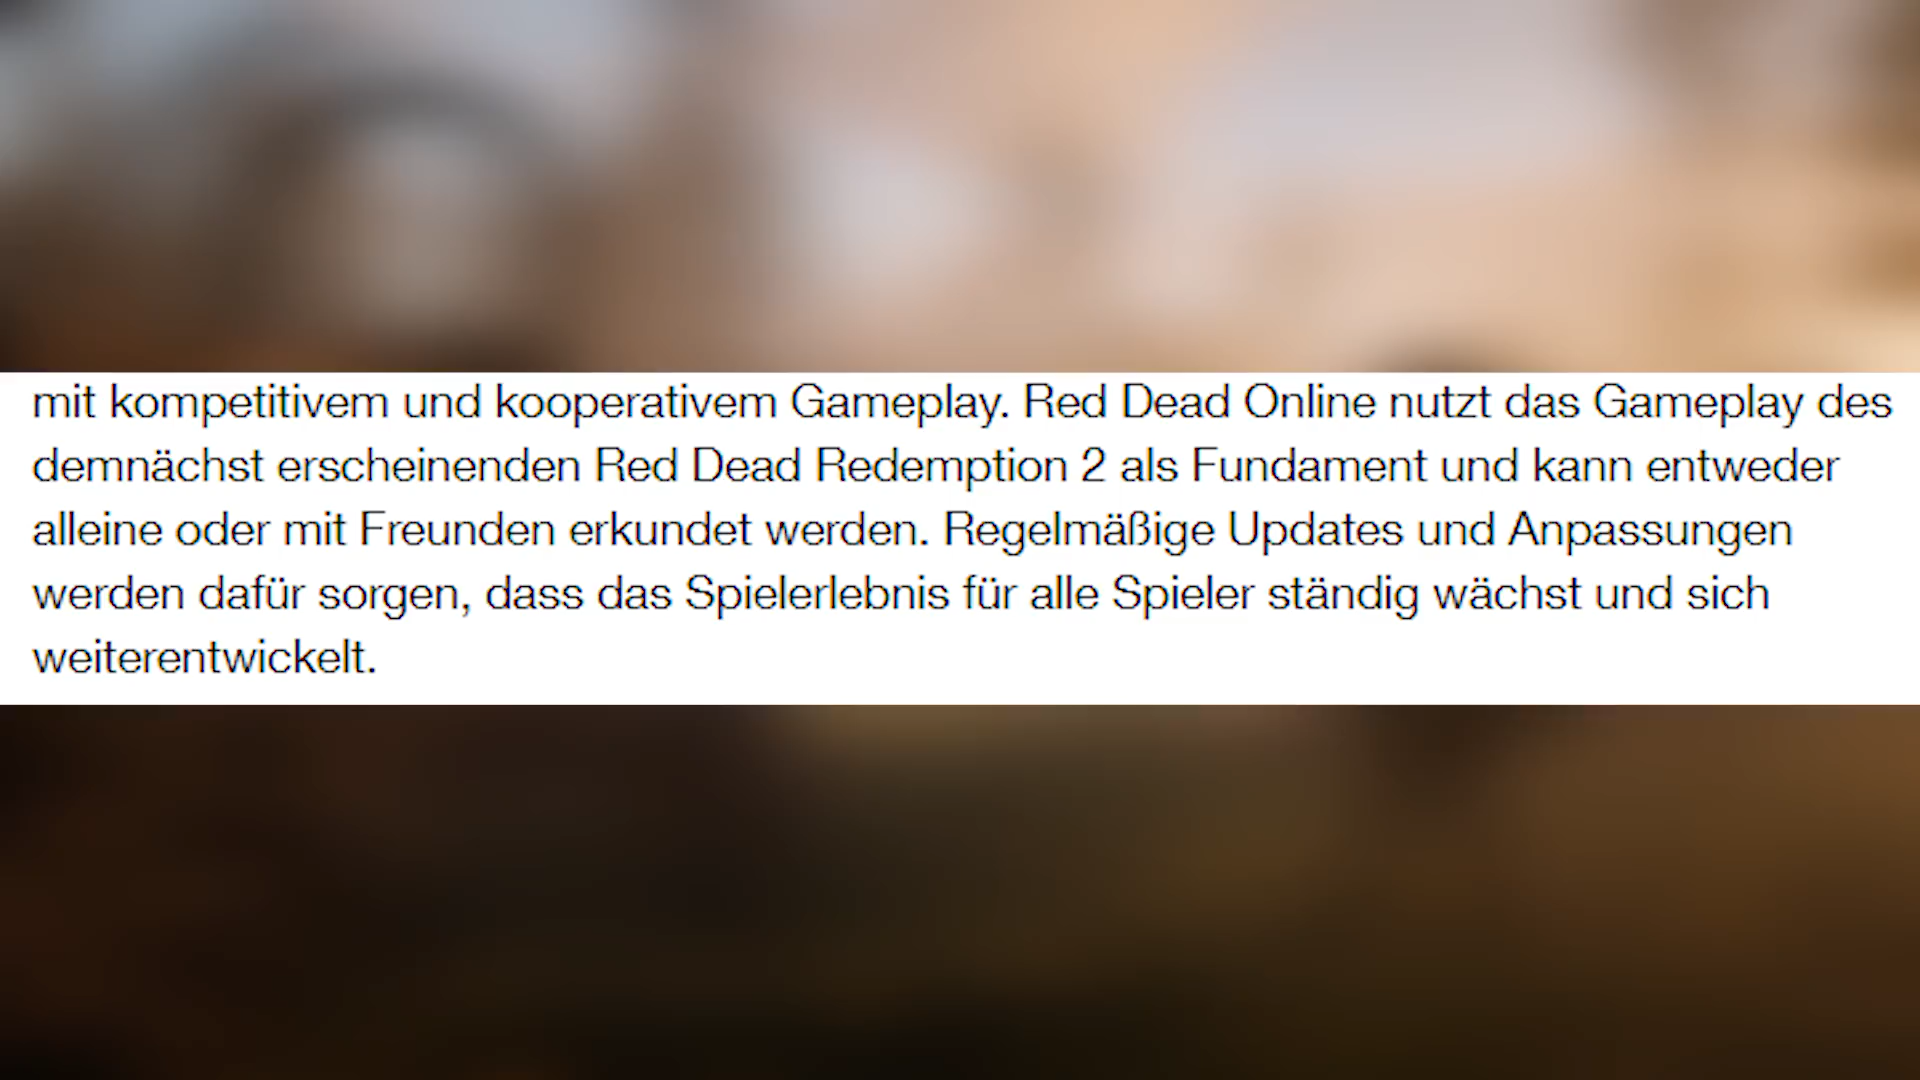 mit kompetitivem und kooperativem Gameplay. Red Dead Online nutzt das Gameplay des
demnächst erscheinenden Red Dead Redemption 2 als Fundament und kann entweder
alleine oder mit Freunden erkundet werden. Regelmäßige Updates und Anpassungen
werden dafür sorgen, dass das Spielerlebnis für alle Spieler ständig wächst und sich
weiterentwickelt.